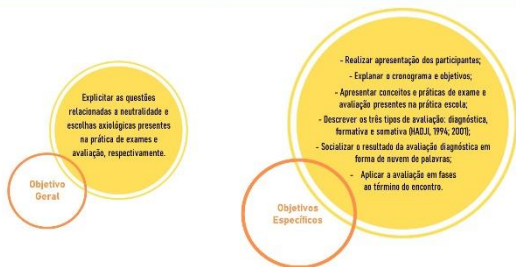 Explicitar as questões
relacionadas a neutralidade e
escolhas axiológicas presentes
na prática de exames e
avaliação, respectivamente.
Objetivo
Geral
- Realizar apresentação dos participantes;
- Explanar o cronograma e objetivos;
- Apresentar conceitos e práticas de exame e
avaliação presentes na prática escola;
- Descrever os três tipos de avaliação: diagnóstica,
formativa e somativa (HADJI, 1994; 2001);
- Socializar o resultado da avaliação diagnóstica em
forma de nuvem de palavras;
- Aplicar a avaliação em fases
ao término do encontro.
Objetivos
Específicos